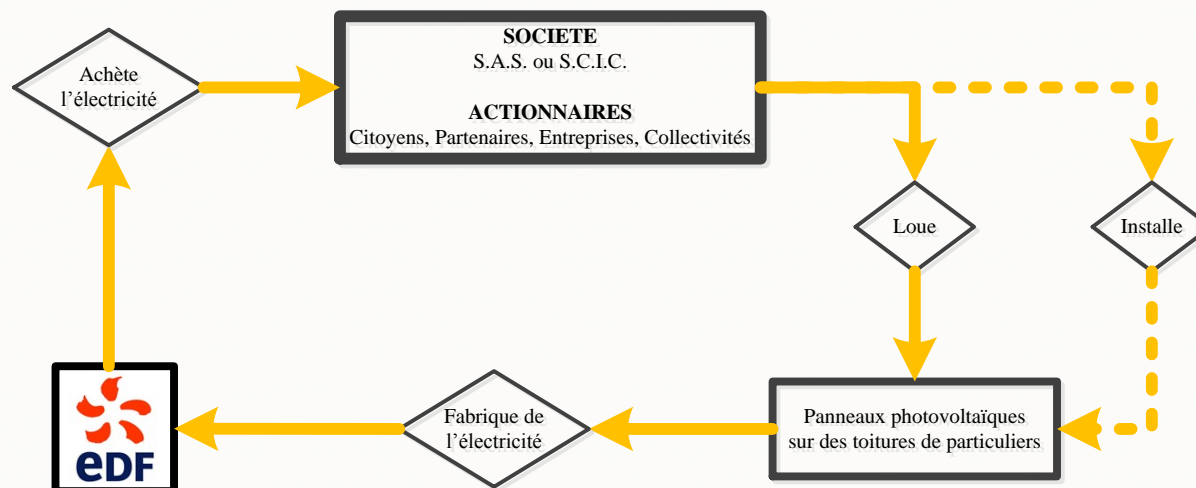 SOCIETE
S.A.S. ou S.C.I.C.
ACTIONNAIRES
Citoyens, Partenaires, Entreprises, Collectivités
Achète
l’électricité
Loue
Installe
Panneaux photovoltaïques
sur des toitures de particuliers
Fabrique de
l’électricité
eDF